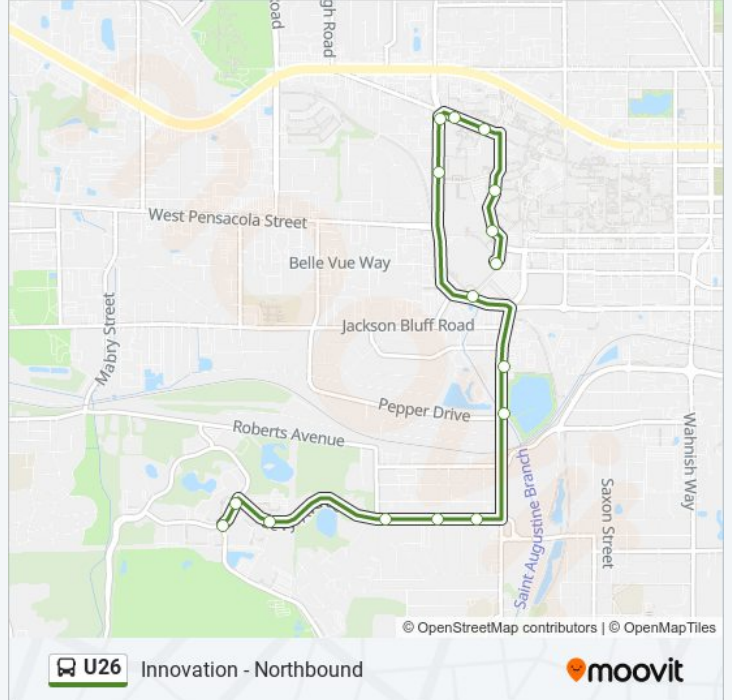 Road
gh Road
West Pensacola Street
Belle Vue Way
Mabry Street
Jackson Bluff Road
Pepper Drive
Roberts Avenue
Wahnish Way
Saint Augustine Branch
Saxon Street
© OpenStreetMap contributors | © OpenMapTiles
U26 Innovation - Northbound
moovit